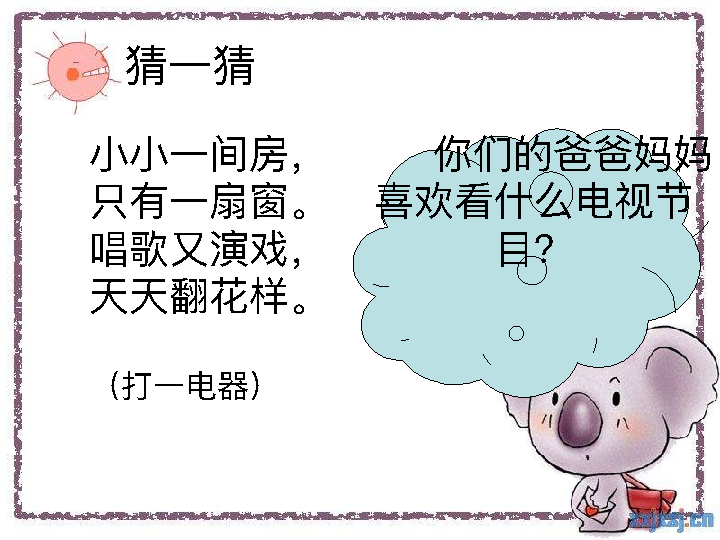 猜一猜
小小一间房，
只有一扇窗。
唱歌又演戏，
天天翻花样。
（打一电器）
你们的爸爸妈妈
喜欢看什么电视节
目？